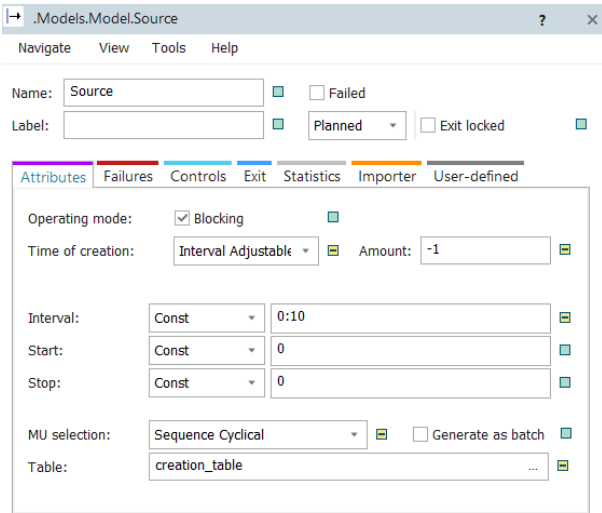 .Models.Model.Source ? ×
Navigate View Tools Help
Name: Source Failed
Label: Planned Exit locked
Attributes Failures Controls Exit Statistics Importer User-defined
Operating mode: Blocking
Time of creation: Interval Adjustable Amount: -1
Interval: Const 0:10
Start: Const 0
Stop: Const 0
MU selection: Sequence Cyclical Generate as batch
Table: creation_table ...